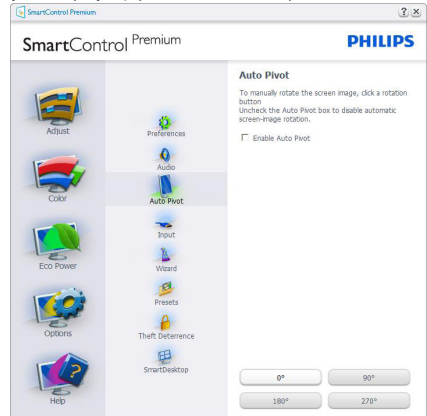 SmartControl Premium
SmartControl Premium
PHILIPS
Adjust
Color
Eco Power
Options
Help
Preferences
Audio
Auto Pivot
Input
Wizard
Presets
Theft Deterrence
SmartDesktop
Auto Pivot
To manually rotate the screen image, click a rotation
button
Uncheck the Auto Pivot box to disable automatic
screen-image rotation.
Enable Auto Pivot
0°
90°
180°
270°